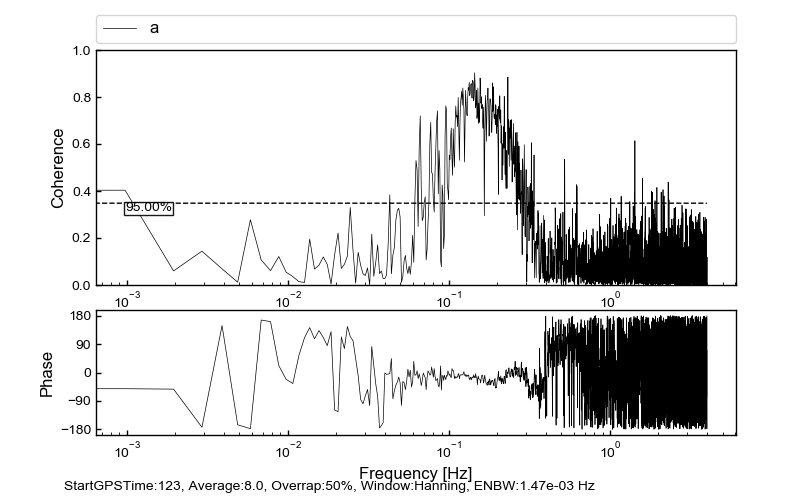 a
1.0
0.8
0.6
0.4
0.2
0.0
Coherence
95.00%
10⁻³ 10⁻² 10⁻¹ 10⁰
180
90
0
−90
−180
Phase
10⁻³ 10⁻² 10⁻¹ 10⁰
Frequency [Hz]
StartGPSTime:123, Average:8.0, Overrap:50%, Window:Hanning, ENBW:1.47e-03 Hz